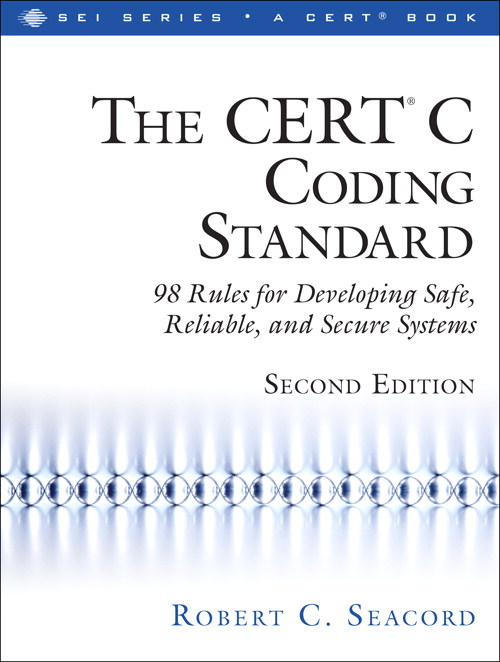 SEI SERIES • A CERT® BOOK
THE CERT® C
CODING
STANDARD
98 Rules for Developing Safe,
Reliable, and Secure Systems
SECOND EDITION
ROBERT C. SEACORD